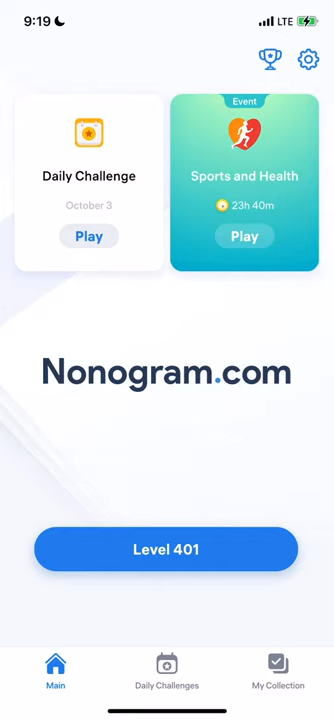 9:19
LTE
Daily Challenge
October 3
Play
Event
Sports and Health
23h 40m
Play
Nonogram.com
Level 401
Main
Daily Challenges
My Collection